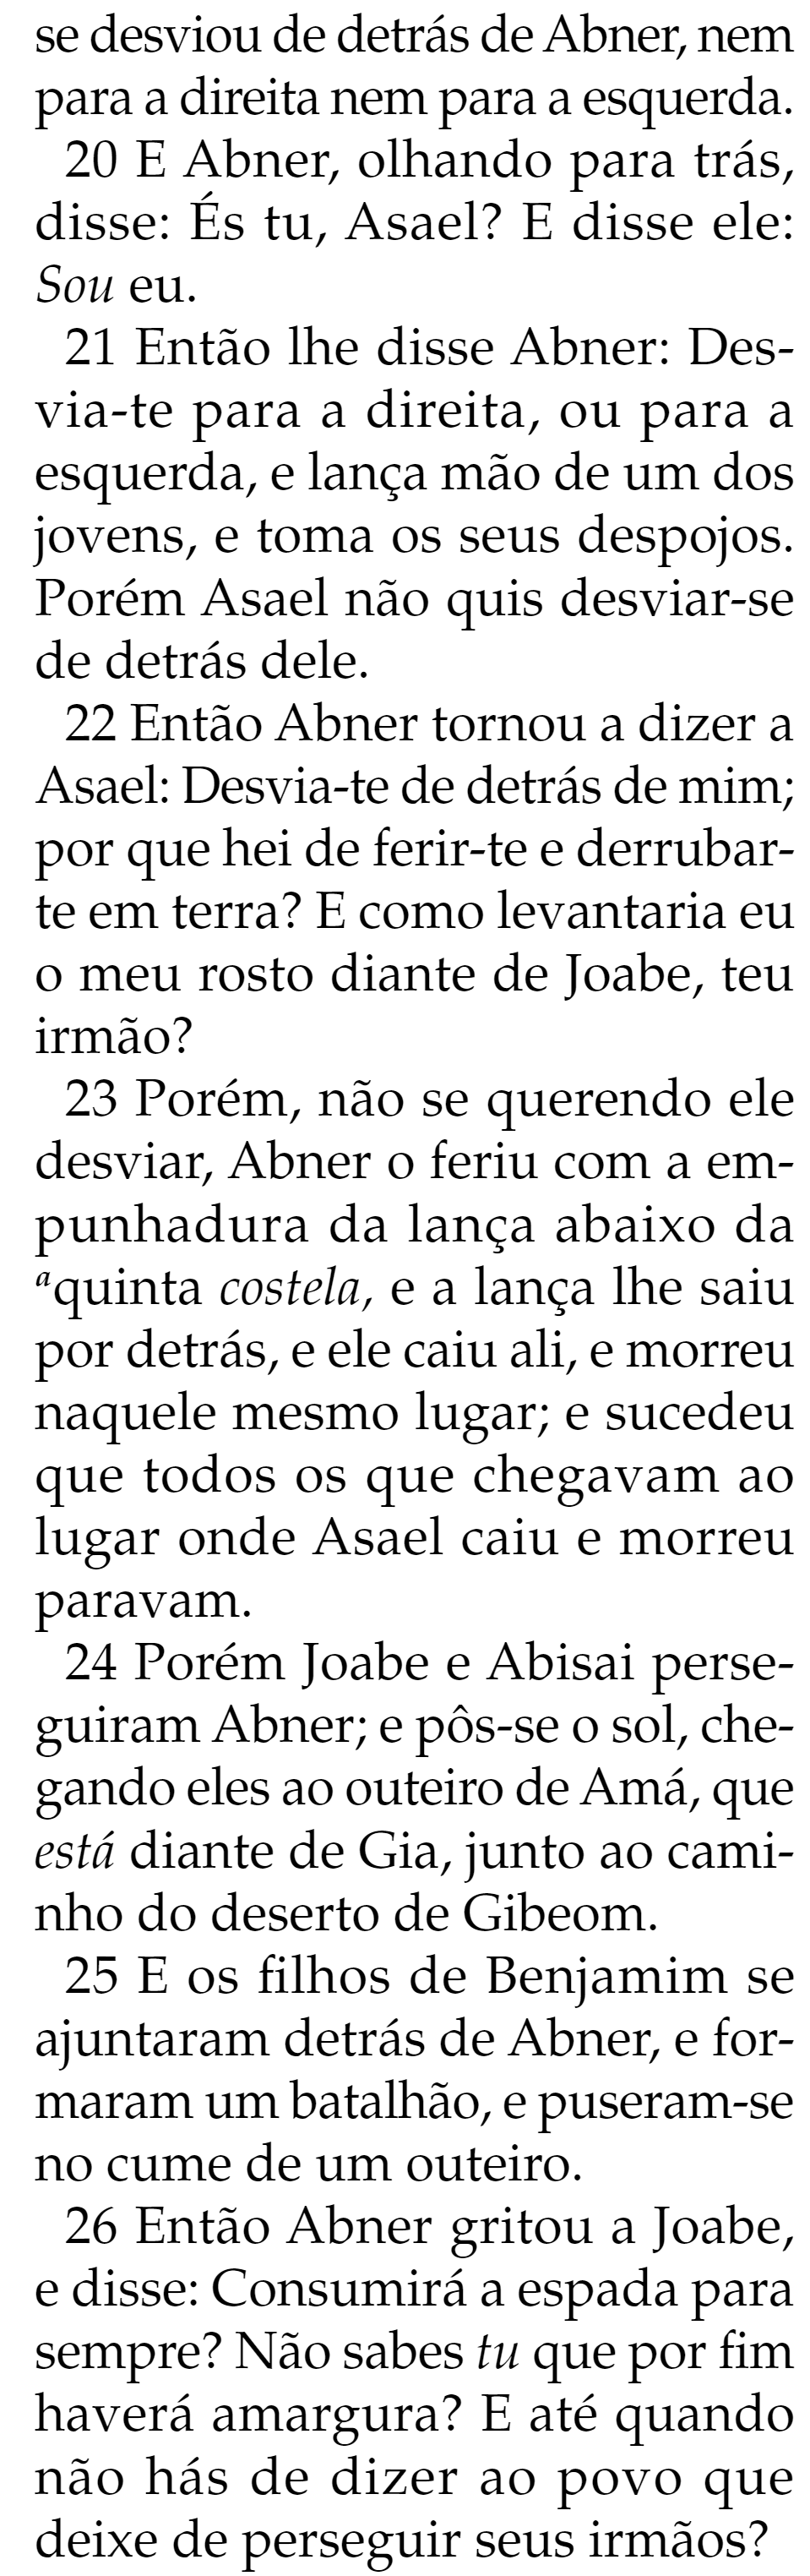 se desviou de detrás de Abner, nem
para a direita nem para a esquerda.
20 E Abner, olhando para trás,
disse: És tu, Asael? E disse ele:
Sou eu.
21 Então lhe disse Abner: Des-
via-te para a direita, ou para a
esquerda, e lança mão de um dos
jovens, e toma os seus despojos.
Porém Asael não quis desviar-se
de detrás dele.
22 Então Abner tornou a dizer a
Asael: Desvia-te de detrás de mim;
por que hei de ferir-te e derrubar-
te em terra? E como levantaria eu
o meu rosto diante de Joabe, teu
irmão?
23 Porém, não se querendo ele
desviar, Abner o feriu com a em-
punhadura da lança abaixo da
ᵃquinta costela, e a lança lhe saiu
por detrás, e ele caiu ali, e morreu
naquele mesmo lugar; e sucedeu
que todos os que chegavam ao
lugar onde Asael caiu e morreu
paravam.
24 Porém Joabe e Abisai perse-
guiram Abner; e pôs-se o sol, che-
gando eles ao outeiro de Amá, que
está diante de Gia, junto ao cami-
nho do deserto de Gibeom.
25 E os filhos de Benjamim se
ajuntaram detrás de Abner, e for-
maram um batalhão, e puseram-se
no cume de um outeiro.
26 Então Abner gritou a Joabe,
e disse: Consumirá a espada para
sempre? Não sabes tu que por fim
haverá amargura? E até quando
não hás de dizer ao povo que
deixe de perseguir seus irmãos?